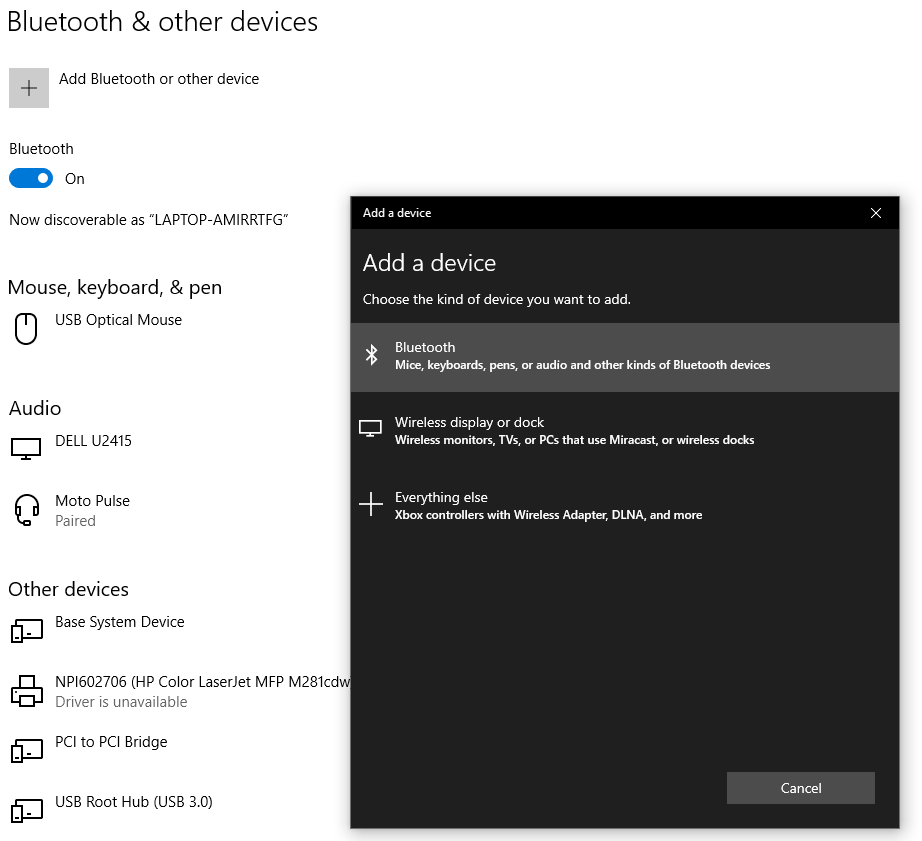 Bluetooth & other devices
Add Bluetooth or other device
Bluetooth
On
Now discoverable as “LAPTOP-AMIRRTFG”
Mouse, keyboard, & pen
USB Optical Mouse
Audio
DELL U2415
Moto Pulse
Paired
Other devices
Base System Device
NPI602706 (HP Color LaserJet MFP M281cdw
Driver is unavailable
PCI to PCI Bridge
USB Root Hub (USB 3.0)
Add a device
Add a device
Choose the kind of device you want to add.
Bluetooth
Mice, keyboards, pens, or audio and other kinds of Bluetooth devices
Wireless display or dock
Wireless monitors, TVs, or PCs that use Miracast, or wireless docks
Everything else
Xbox controllers with Wireless Adapter, DLNA, and more
Cancel